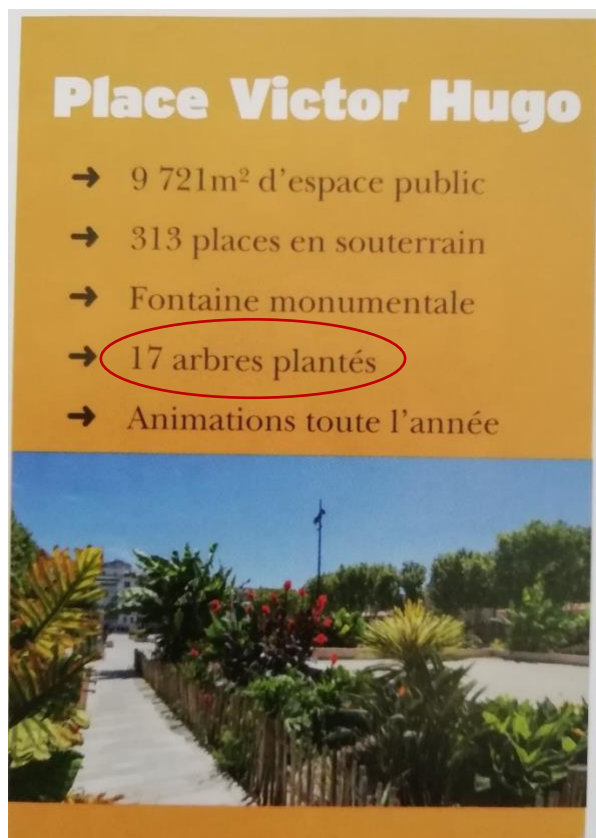 Place Victor Hugo
➔ 9 721m² d’espace public
➔ 313 places en souterrain
➔ Fontaine monumentale
➔ 17 arbres plantés
➔ Animations toute l’année